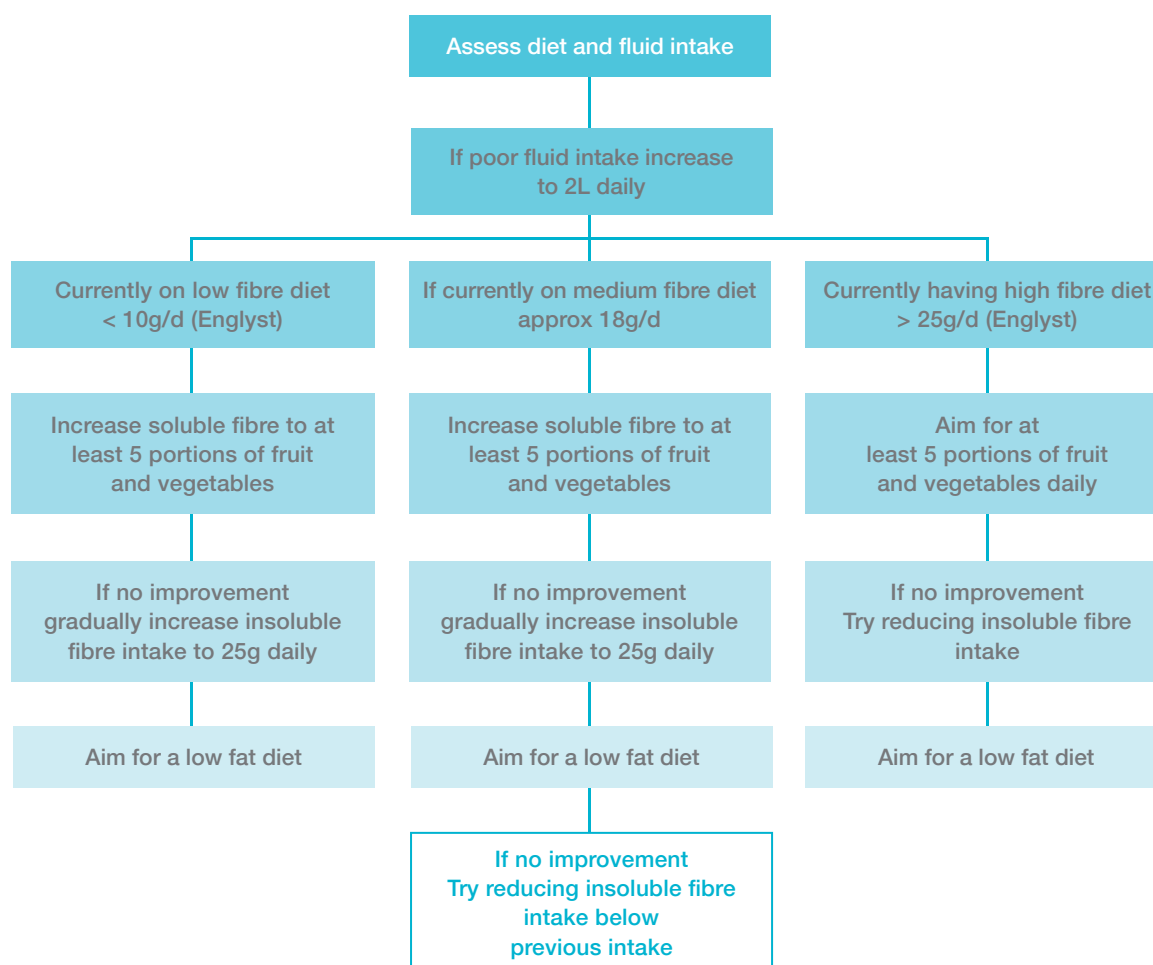 Assess diet and fluid intake
If poor fluid intake increase
to 2L daily
Currently on low fibre diet
< 10g/d (Englyst)
If currently on medium fibre diet
approx 18g/d
Currently having high fibre diet
> 25g/d (Englyst)
Increase soluble fibre to at
least 5 portions of fruit
and vegetables
Increase soluble fibre to at
least 5 portions of fruit
and vegetables
Aim for at
least 5 portions of fruit
and vegetables daily
If no improvement
gradually increase insoluble
fibre intake to 25g daily
If no improvement
gradually increase insoluble
fibre intake to 25g daily
If no improvement
Try reducing insoluble fibre
intake
Aim for a low fat diet
Aim for a low fat diet
Aim for a low fat diet
If no improvement
Try reducing insoluble fibre
intake below
previous intake